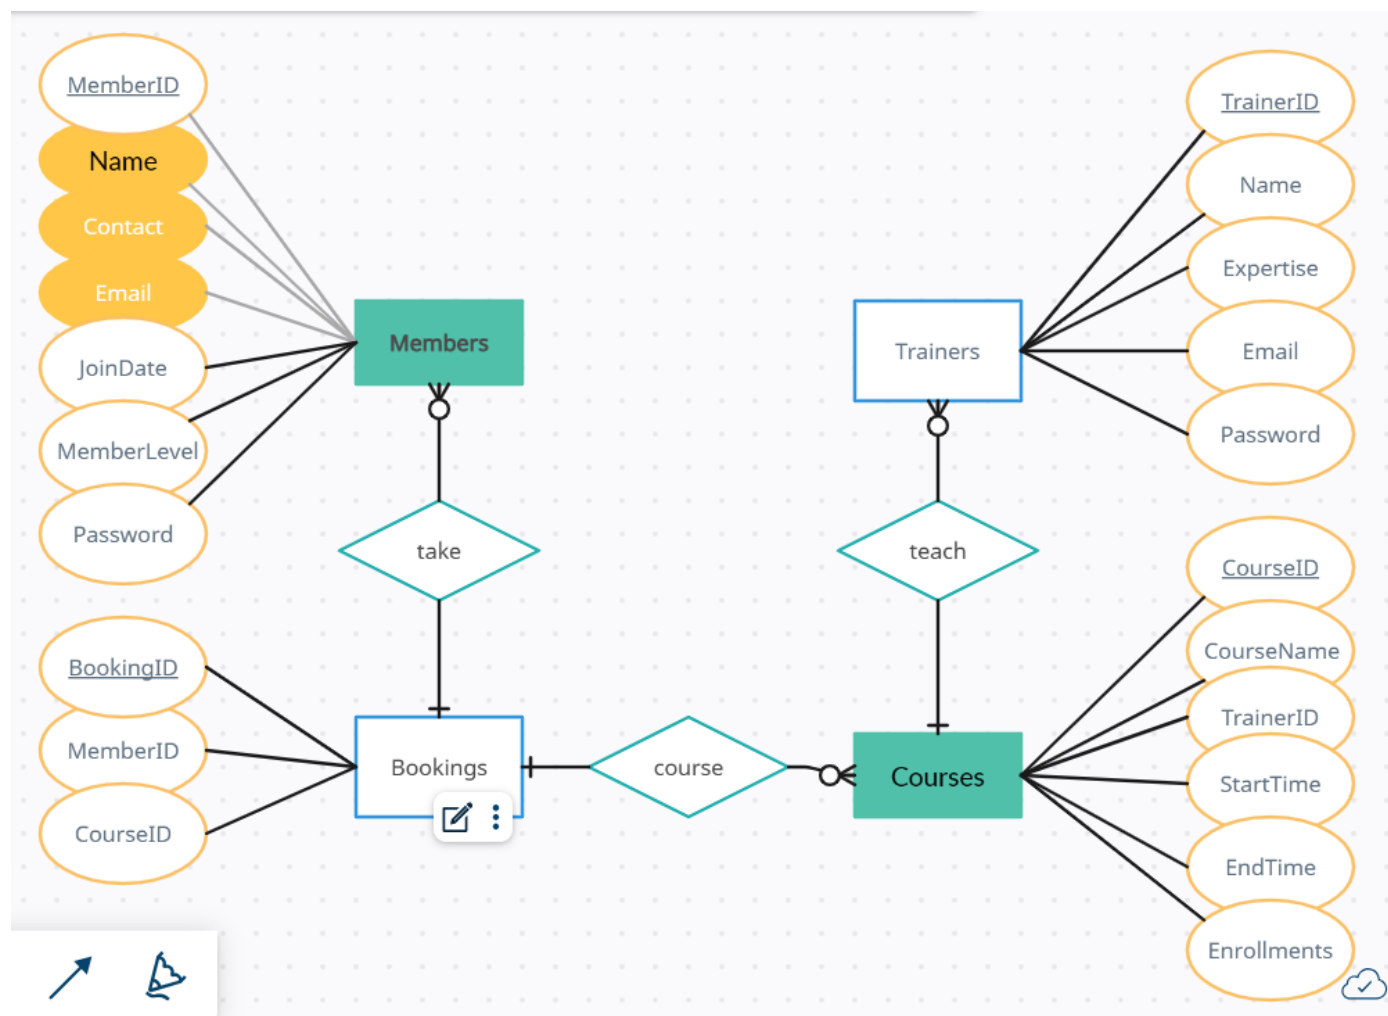 MemberID
Name
Contact
Email
JoinDate
MemberLevel
Password
Members
take
BookingID
MemberID
CourseID
Bookings
course
Trainers
teach
Courses
TrainerID
Name
Expertise
Email
Password
CourseID
CourseName
TrainerID
StartTime
EndTime
Enrollments